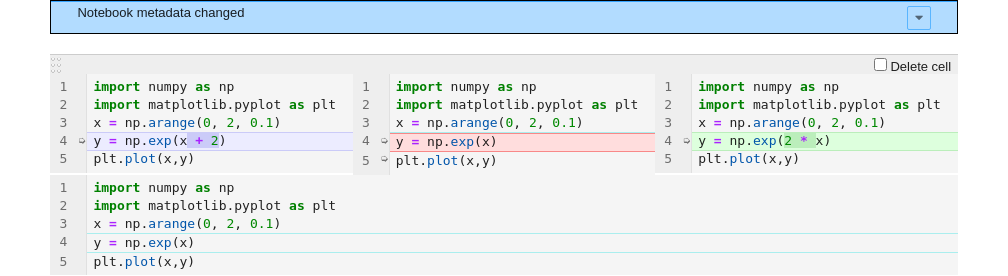 Notebook metadata changed
Delete cell
1 import numpy as np
2 import matplotlib.pyplot as plt
3 x = np.arange(0, 2, 0.1)
4 y = np.exp(x + 2)
5 plt.plot(x,y)
1 import numpy as np
2 import matplotlib.pyplot as plt
3 x = np.arange(0, 2, 0.1)
4 y = np.exp(x)
5 plt.plot(x,y)
1 import numpy as np
2 import matplotlib.pyplot as plt
3 x = np.arange(0, 2, 0.1)
4 y = np.exp(2 * x)
5 plt.plot(x,y)
1 import numpy as np
2 import matplotlib.pyplot as plt
3 x = np.arange(0, 2, 0.1)
4 y = np.exp(x)
5 plt.plot(x,y)